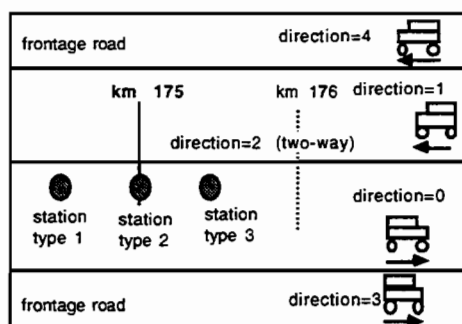 frontage road
direction=4
km 175
km 176
direction=1
direction=2 (two-way)
direction=0
station
type 1
station
type 2
station
type 3
frontage road
direction=3